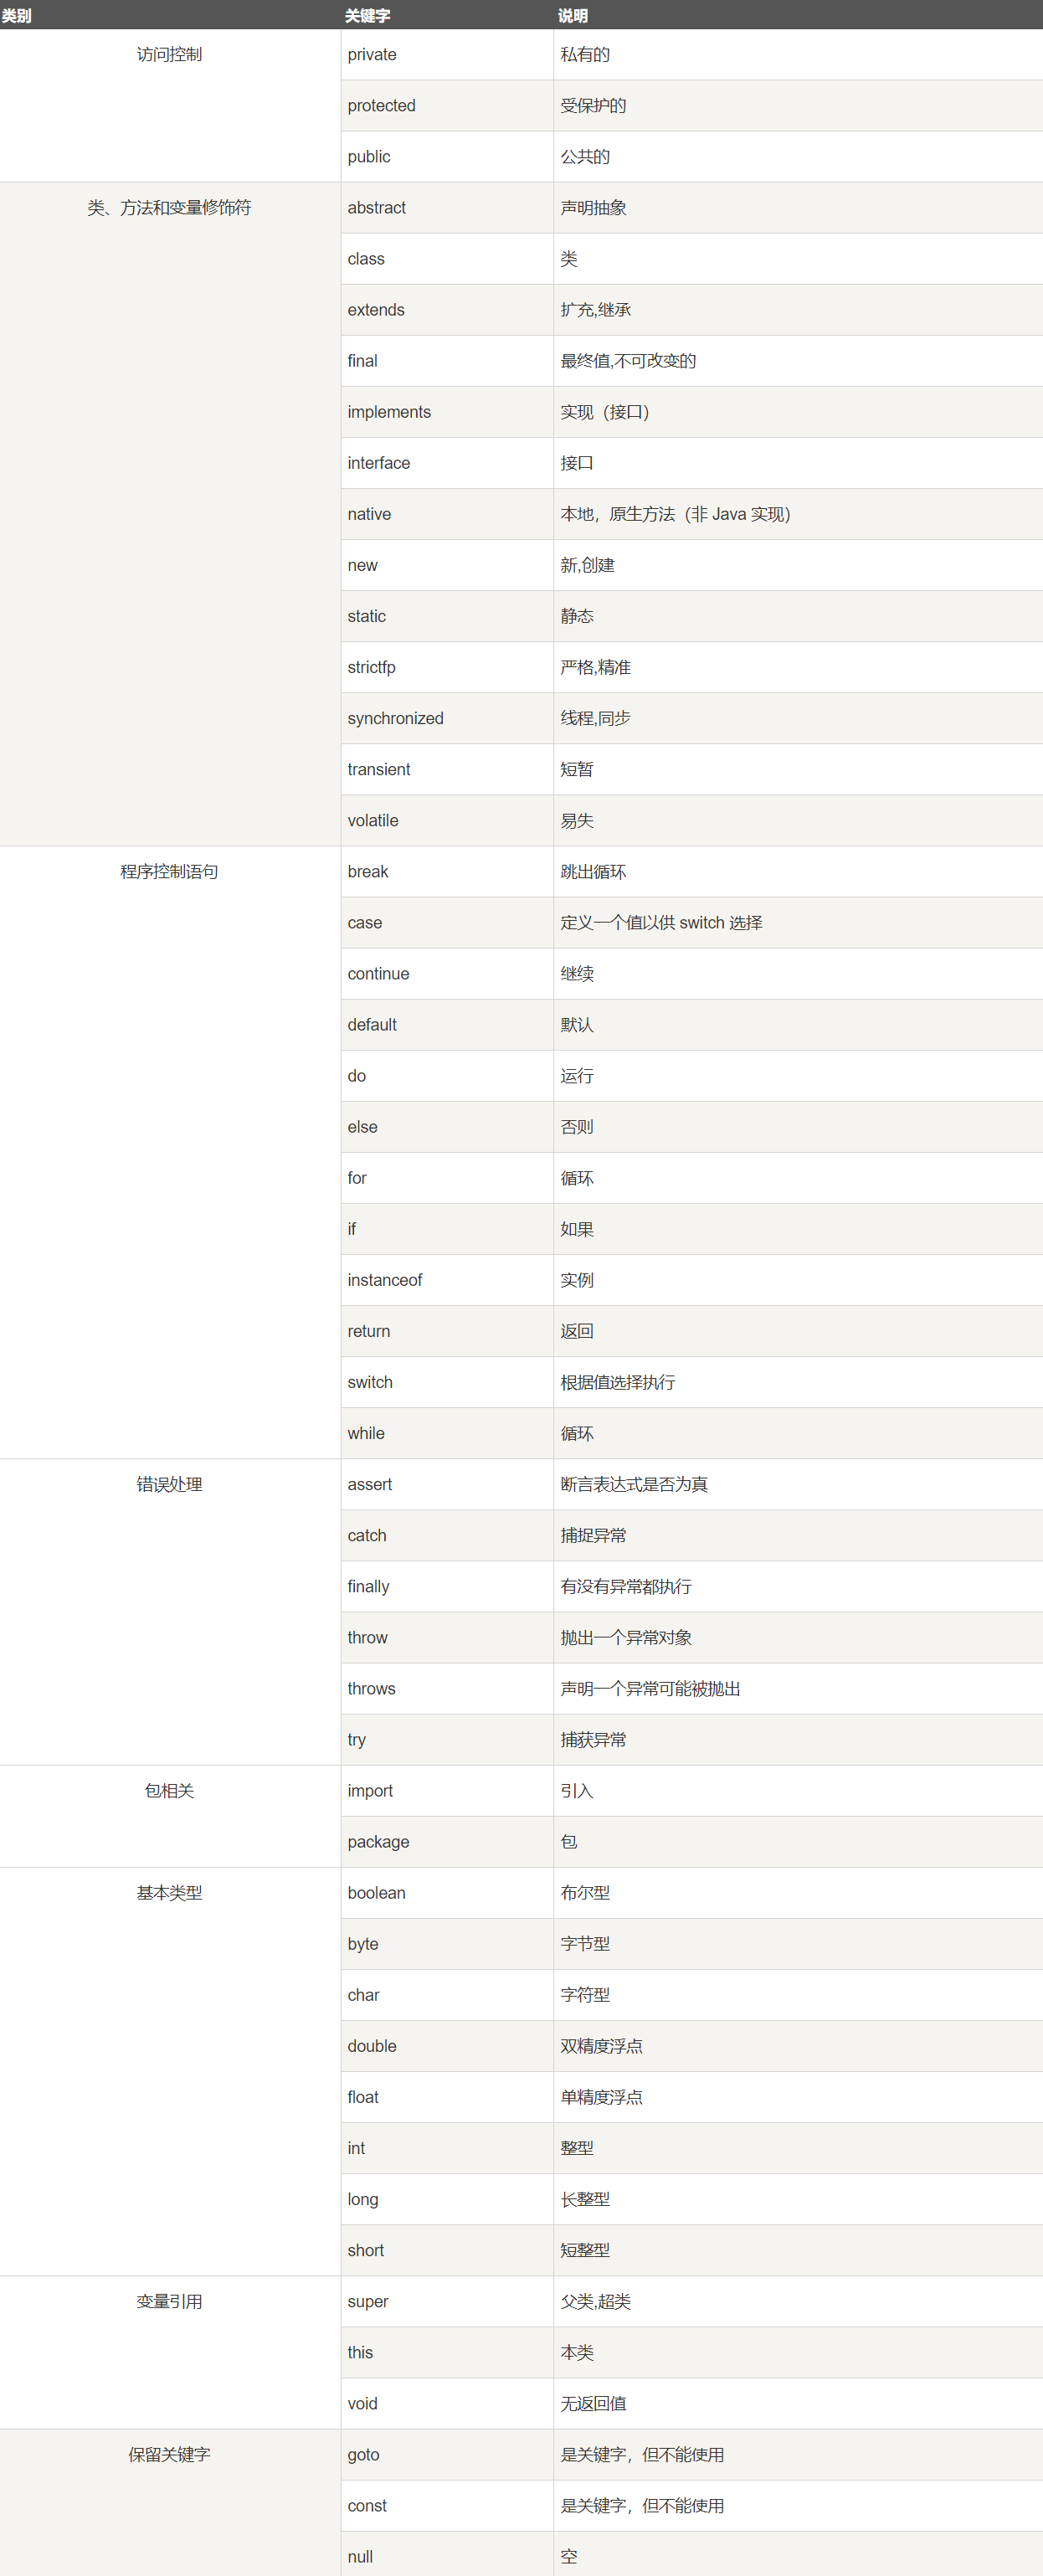 类别 关键字 说明
访问控制 private 私有的
protected 受保护的
public 公共的
类、方法和变量修饰符 abstract 声明抽象
class 类
extends 扩充,继承
final 最终值,不可改变的
implements 实现（接口）
interface 接口
native 本地，原生方法（非 Java 实现）
new 新,创建
static 静态
strictfp 严格,精准
synchronized 线程,同步
transient 短暂
volatile 易失
程序控制语句 break 跳出循环
case 定义一个值以供 switch 选择
continue 继续
default 默认
do 运行
else 否则
for 循环
if 如果
instanceof 实例
return 返回
switch 根据值选择执行
while 循环
错误处理 assert 断言表达式是否为真
catch 捕捉异常
finally 有没有异常都执行
throw 抛出一个异常对象
throws 声明一个异常可能被抛出
try 捕获异常
包相关 import 引入
package 包
基本类型 boolean 布尔型
byte 字节型
char 字符型
double 双精度浮点
float 单精度浮点
int 整型
long 长整型
short 短整型
变量引用 super 父类,超类
this 本类
void 无返回值
保留关键字 goto 是关键字，但不能使用
const 是关键字，但不能使用
null 空